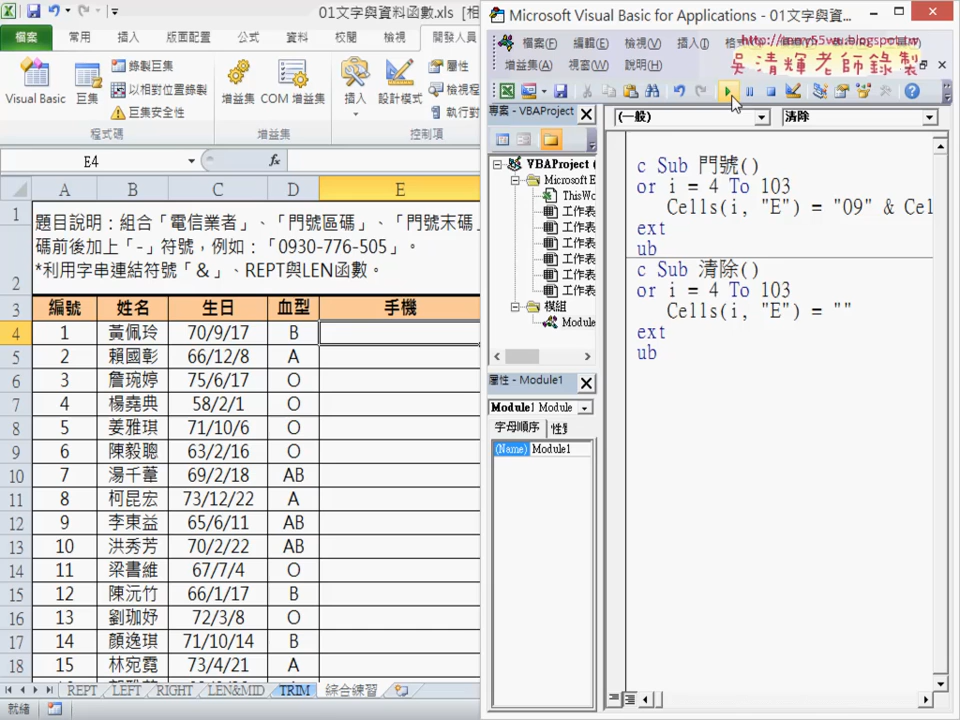 01文字與資料函數.xls [相
檔案 常用 插入 版面配置 公式 資料 校閱 檢視 開發人員
Visual Basic 巨集 錄製巨集 以相對位置錄製 巨集安全性 增益集 COM 增益集 插入 設計模式 屬性 檢視程 執行對
程式碼 增益集 控制項
E4 fx
A B C D E
1 題目說明：組合「電信業者」、「門號區碼」、「門號末碼
碼前後加上「-」符號，例如：「0930-776-505」。
2 *利用字串連結符號「&」、REPT與LEN函數。
3 編號 姓名 生日 血型 手機
4 1 黃佩玲 70/9/17 B
5 2 賴國彰 66/12/8 A
6 3 詹琬婷 75/6/17 O
7 4 楊堯典 58/2/1 O
8 5 姜雅琪 71/10/6 O
9 6 陳毅聰 63/2/16 O
10 7 湯千葦 69/2/18 AB
11 8 柯昆宏 73/12/22 A
12 9 李東益 65/6/11 AB
13 10 洪秀芳 70/2/22 AB
14 11 梁書維 67/7/4 O
15 12 陳沅竹 66/1/17 B
16 13 劉珈妤 72/3/8 O
17 14 顏逸琪 71/10/14 B
18 15 林宛霓 73/4/21 A
REPT LEFT RIGHT LEN&MID TRIM 綜合練習
就緒
Microsoft Visual Basic for Applications - 01文字與資...
檔案(F) 編輯(E) 檢視(V) 插入(I)
增益集(A) 視窗(W) 說明(H)
吳清輝老師錄製
專案 - VBAProject
VBAProject (
Microsoft E
ThisWo
工作表
工作表
工作表
工作表
工作表
工作表
模組
Module
屬性 - Module1
Module1 Module
字母順序 性
(Name) Module1
(一般) 清除
c Sub 門號()
or i = 4 To 103
Cells(i, "E") = "09" & Cel
ext
ub
c Sub 清除()
or i = 4 To 103
Cells(i, "E") = ""
ext
ub